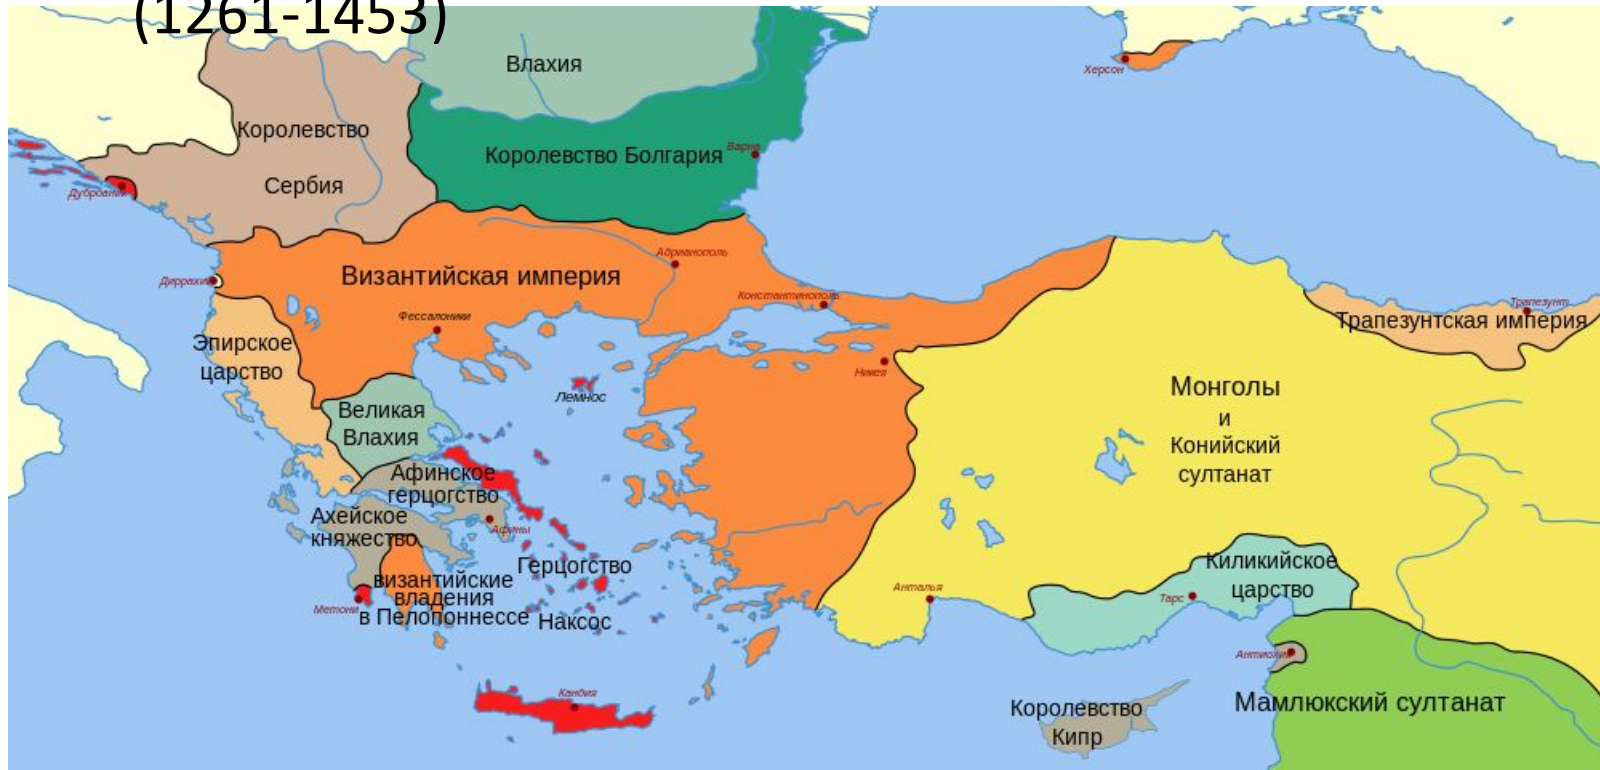 (1261-1453)
Влахия
Херсон
Королевство
Сербия
Королевство Болгария
Варна
Дубровник
Диррахий
Византийская империя
Адрианополь
Константинополь
Фессалоники
Никея
Трапезунт
Трапезунтская империя
Эпирское
царство
Лемнос
Великая
Влахия
Монголы
и
Конийский
султанат
Афинское
герцогство
Ахейское
княжество
Афины
Герцогство
Наксос
византийские
владения
в Пелопоннессе
Метони
Анталья
Киликийское
царство
Тарс
Антиохия
Кандия
Королевство
Кипр
Мамлюкский султанат